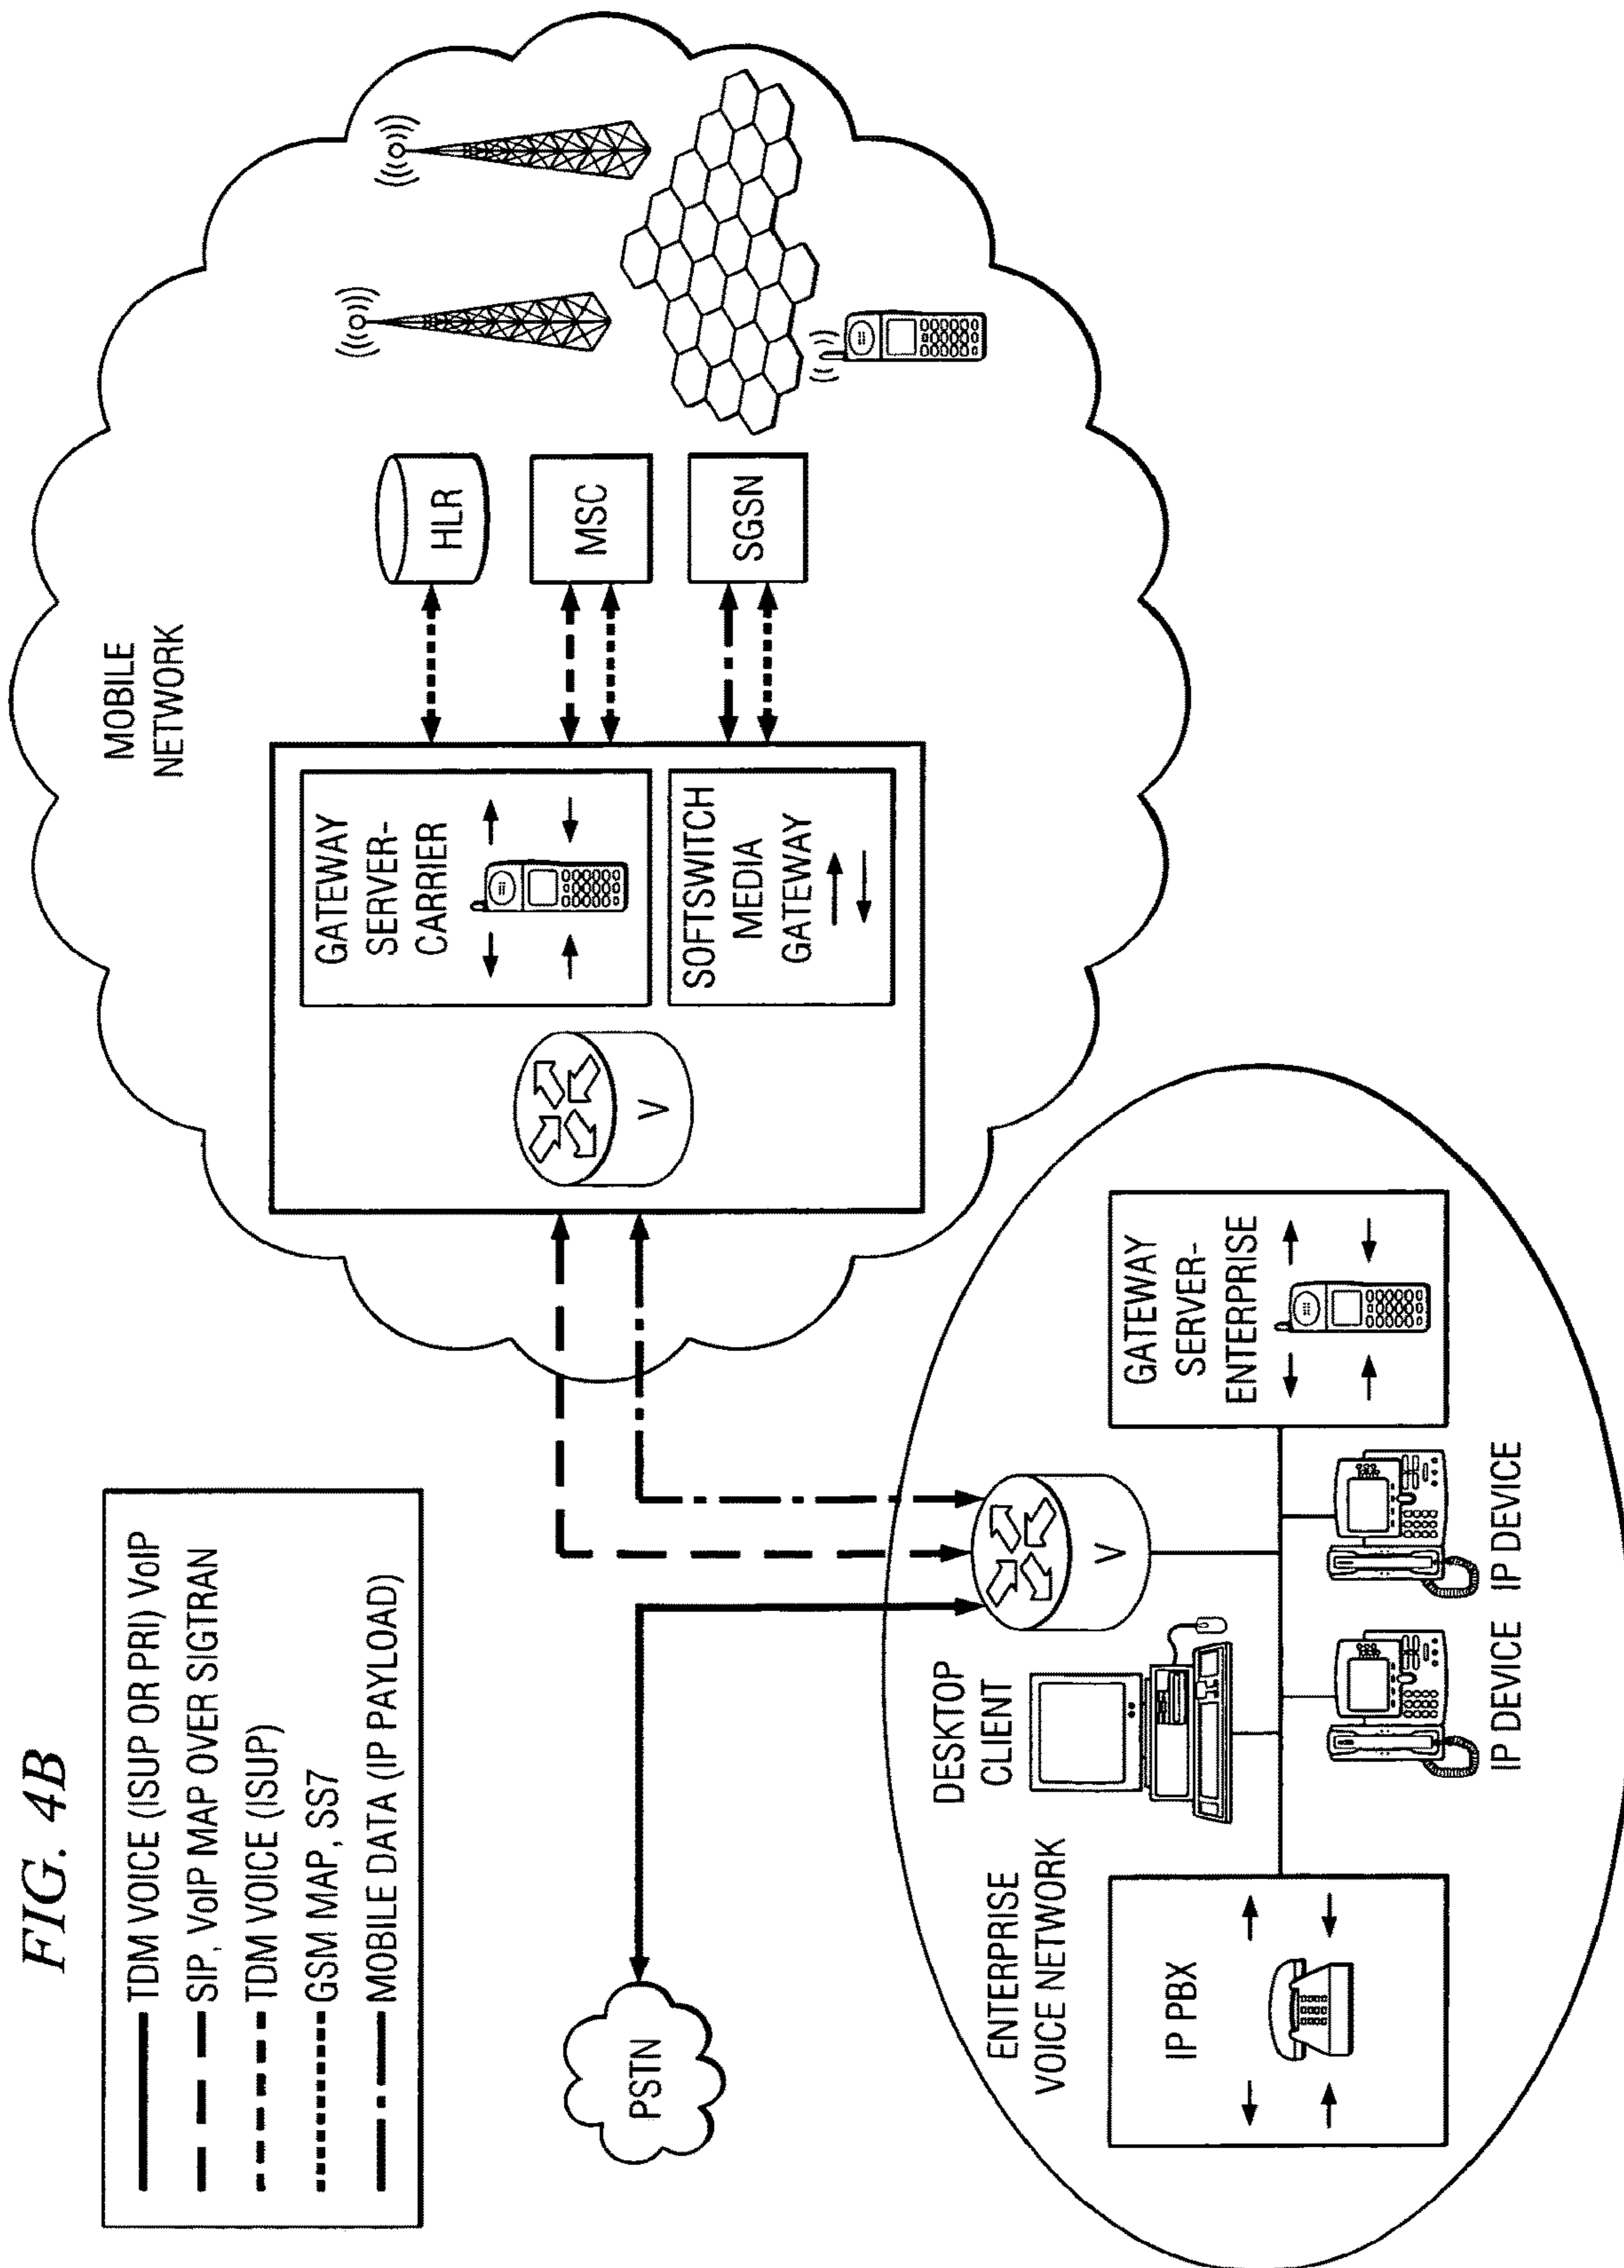 FIG. 4B
TDM VOICE (ISUP OR PRI) VoIP
SIP, VoIP MAP OVER SIGTRAN
TDM VOICE (ISUP)
GSM MAP, SS7
MOBILE DATA (IP PAYLOAD)
MOBILE
NETWORK
GATEWAY
SERVER-
CARRIER
SOFTSWITCH
MEDIA
GATEWAY
V
HLR
MSC
SGSN
PSTN
ENTERPRISE
VOICE NETWORK
DESKTOP
CLIENT
V
IP PBX
GATEWAY
SERVER-
ENTERPRISE
IP DEVICE
IP DEVICE